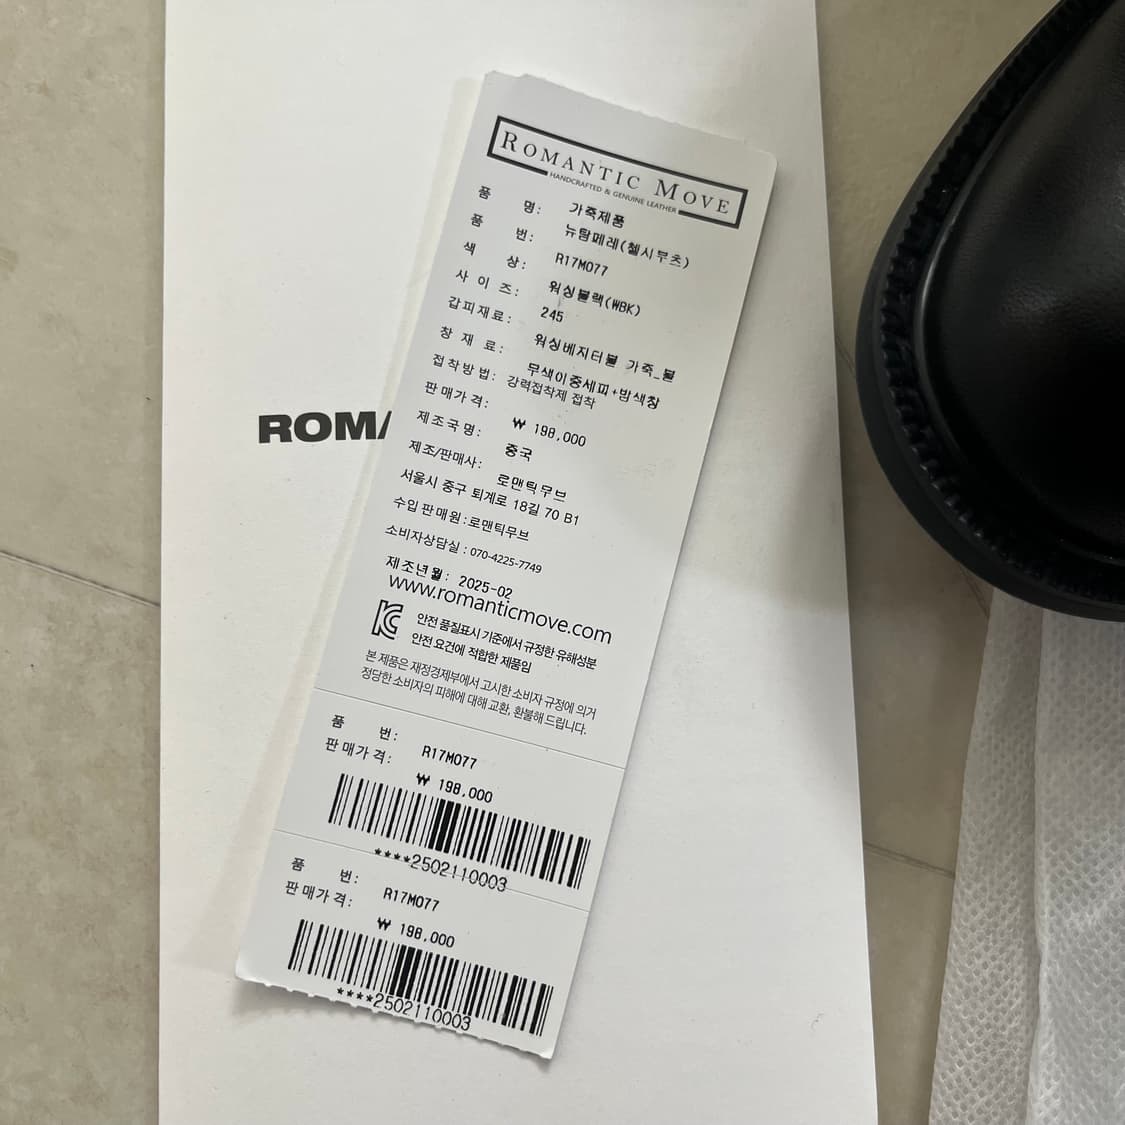 ROMANTIC MOVE
HANDCRAFTED & GENUINE LEATHER
품 명: 가죽제품
뉴탐페레(첼시부츠)
품 번: R17M077
색 상: 워싱블랙(WBK)
사 이 즈: 245
갑피재료: 워싱베지터블 가죽_블
창 재 료: 무색이중세피+밤색창
접착방법: 강력접착제 접착
판매가격: ₩ 198,000
제조국명: 중국
제조/판매사: 로맨틱무브
서울시 중구 퇴계로 18길 70 B1
수입 판매원:로맨틱무브
소비자상담실 : 070-4225-7749
제조년월: 2025-02
www.romanticmove.com
안전 품질표시 기준에서 규정한 유해성분
안전 요건에 적합한 제품임
본 제품은 재정경제부에서 고시한 소비자 규정에 의거
정당한 소비자의 피해에 대해 교환, 환불해 드립니다.
품 번: R17M077
판매가격: ₩ 198,000
****2502110003
품 번: R17M077
판매가격: ₩ 198,000
****2502110003
ROMA